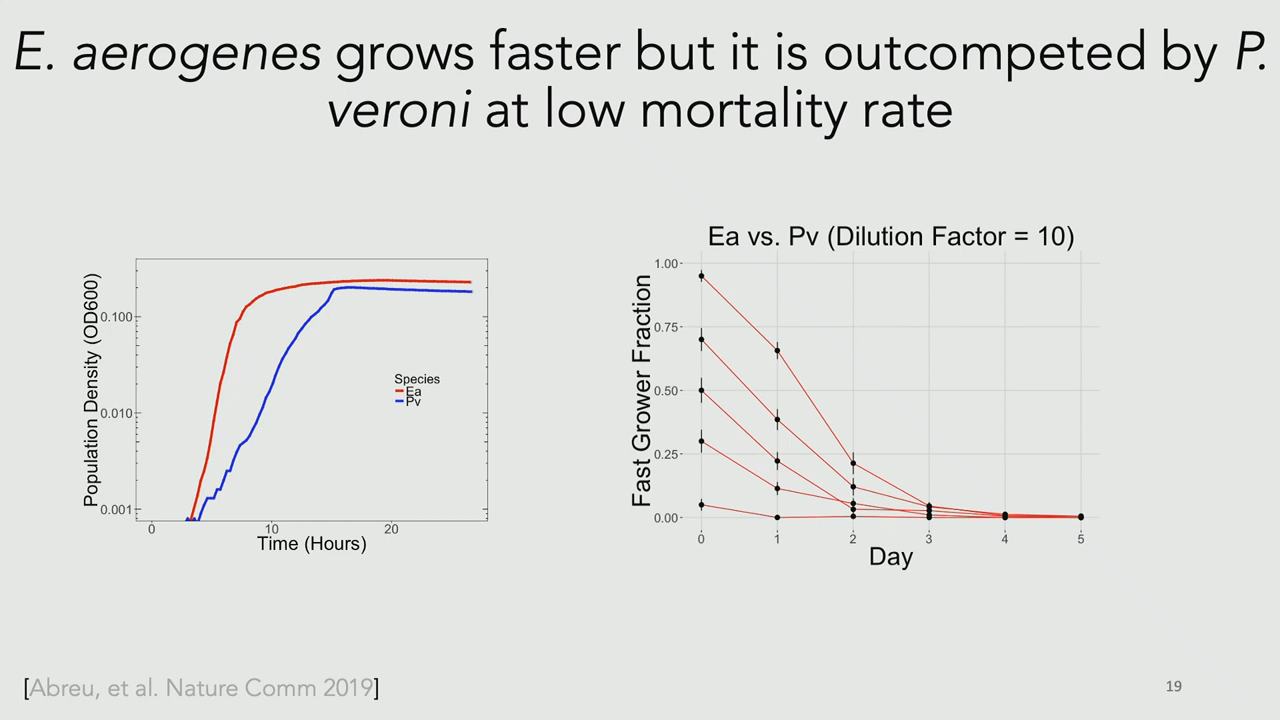 E. aerogenes grows faster but it is outcompeted by P.
veroni at low mortality rate
Population Density (OD600)
0.100
0.010
0.001
Species
Ea
Pv
0
10
20
Time (Hours)
Ea vs. Pv (Dilution Factor = 10)
Fast Grower Fraction
1.00
0.75
0.50
0.25
0.00
0
1
2
3
4
5
Day
[Abreu, et al. Nature Comm 2019]
19